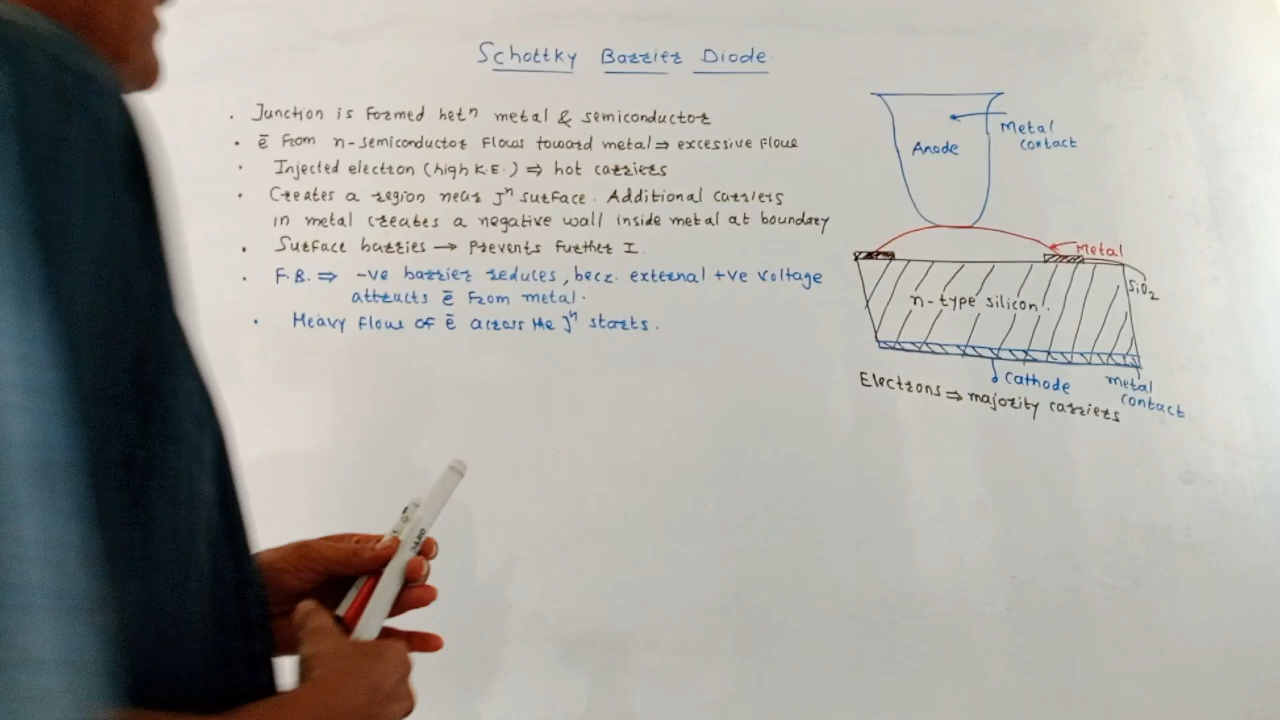 Schottky Barrier Diode.
. Junction is formed betⁿ metal & semiconductor
. ē From n-semiconductor Flows toward metal ⇒ excessive flow
. Injected electron (high K.E.) ⇒ hot carriers
. Creates a region near Jⁿ surface. Additional carriers
in metal creates a negative wall inside metal at boundary
. Surface barries → Prevents further I.
. F.B. ⇒ -ve barrier reduces, becz. external +ve voltage
attructs ē From metal.
. Heavy flow of ē across the Jⁿ starts.
Metal
contact
Anode
Metal
SiO₂
n-type silicon
Cathode
metal
contact
Electrons ⇒ majority carriers